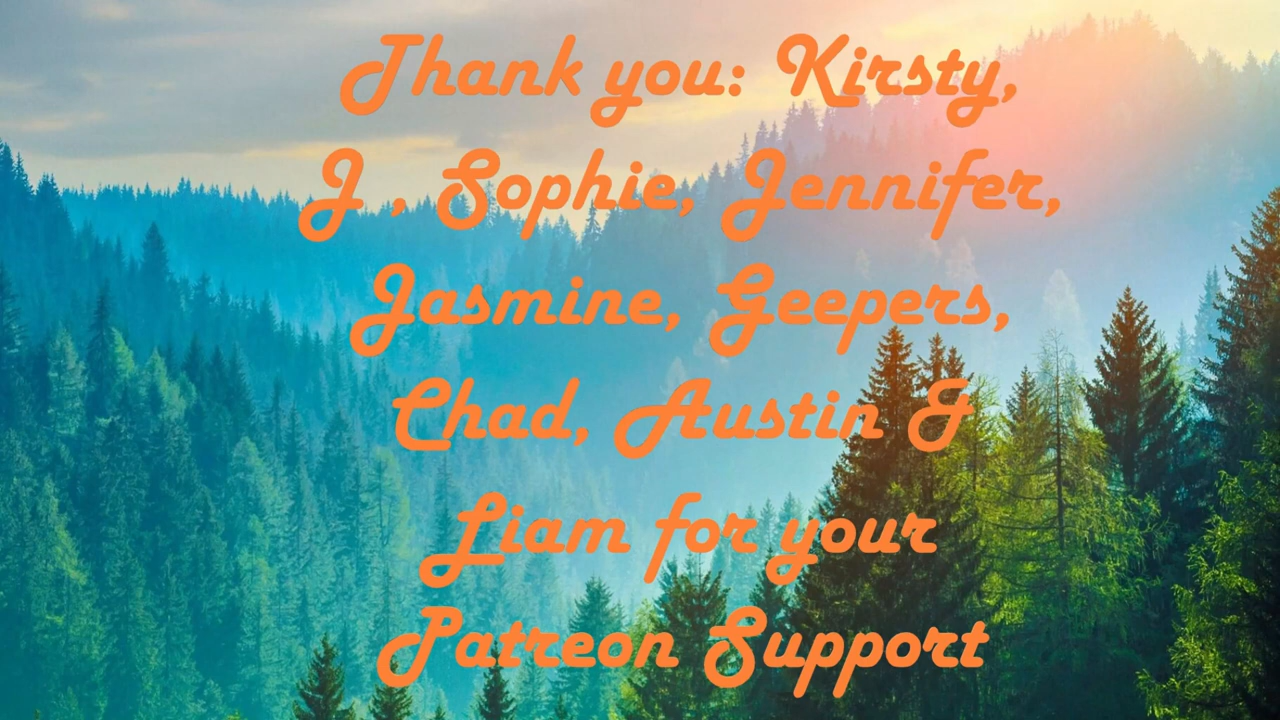 Thank you: Kirsty,
J , Sophie, Jennifer,
Jasmine, Geepers,
Chad, Austin &
Liam for your
Patreon Support